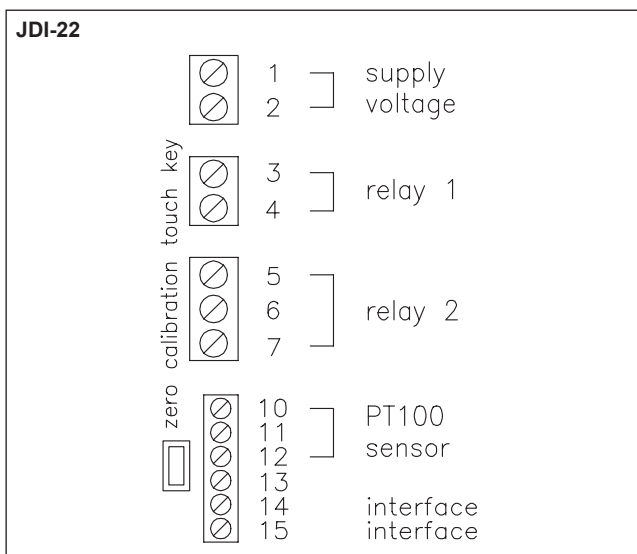 JDI-22
1 supply
2 voltage
3
relay 1
4
5
6 relay 2
7
10 PT100
11
12 sensor
13
14 interface
15 interface
zero calibration touch key